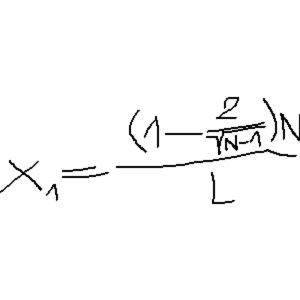 X₁ = (1 - 2/√(N-1))N / L